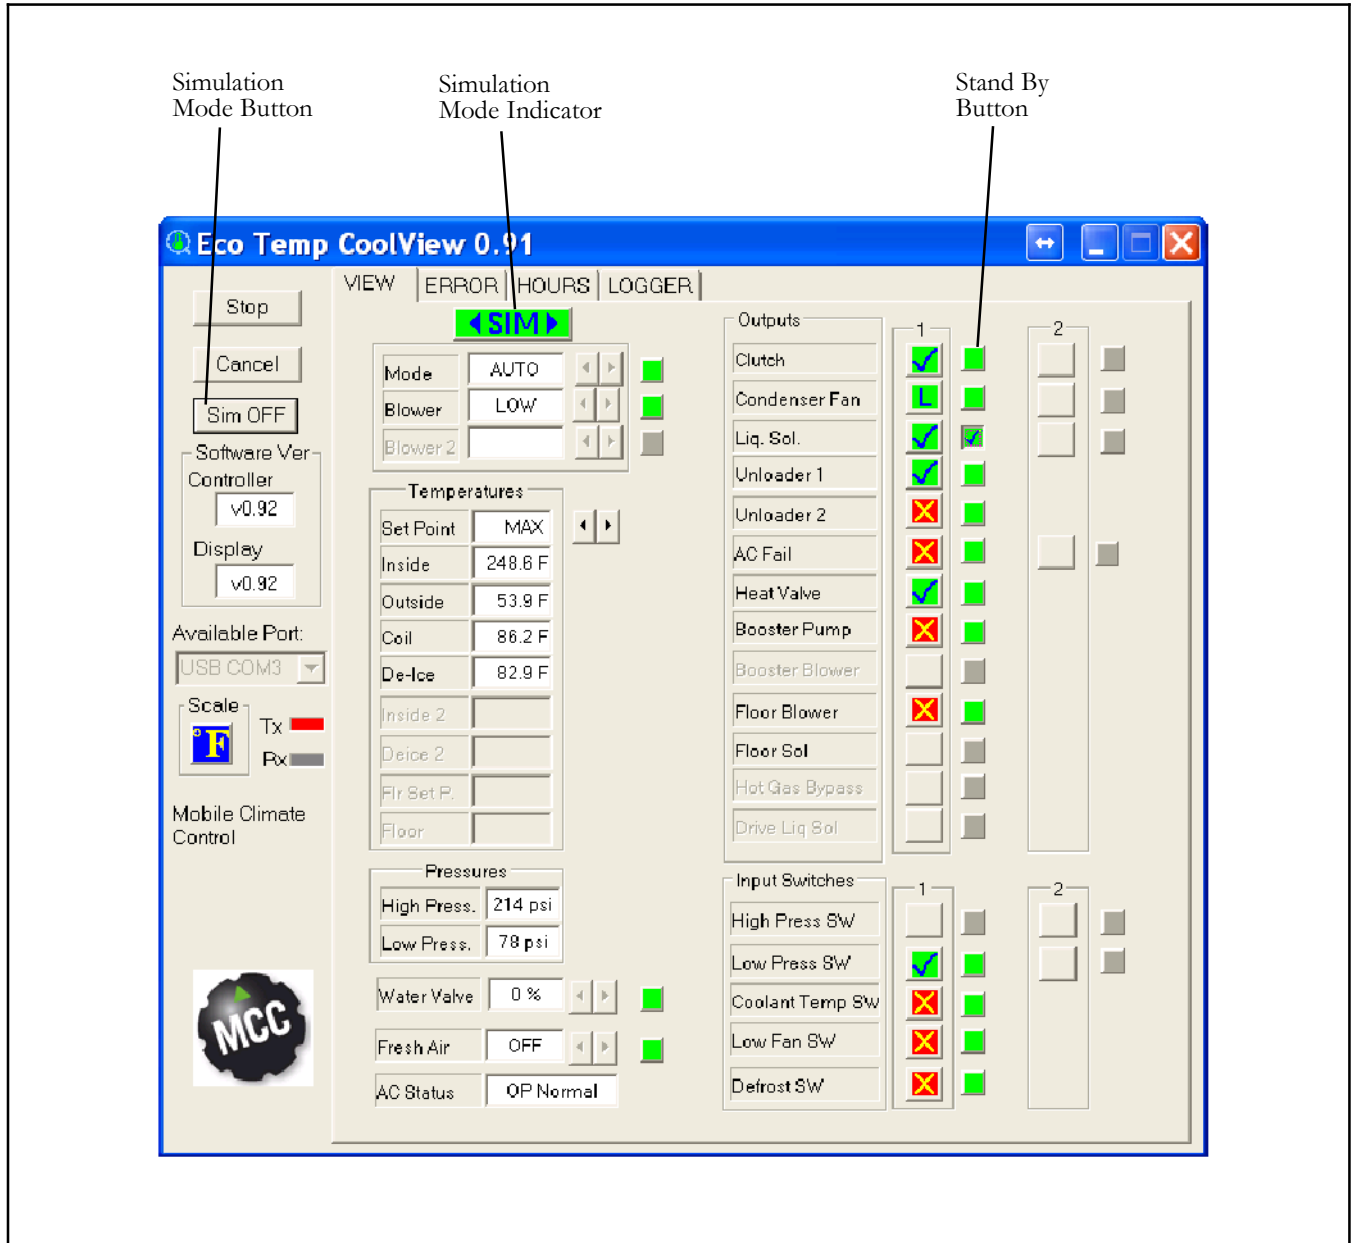 Simulation
Mode Button
Simulation
Mode Indicator
Stand By
Button
Eco Temp CoolView 0.91
VIEW ERROR HOURS LOGGER
Stop
Cancel
Sim OFF
Software Ver
Controller
v0.92
Display
v0.92
Available Port:
USB COM3
Scale
°F
Tx
Rx
Mobile Climate
Control
MCC
SIM
Mode AUTO
Blower LOW
Blower 2
Temperatures
Set Point MAX
Inside 248.6 F
Outside 53.9 F
Coil 86.2 F
De-Ice 82.9 F
Inside 2
Deice 2
Flr Set P.
Floor
Pressures
High Press. 214 psi
Low Press. 78 psi
Water Valve 0 %
Fresh Air OFF
AC Status OP Normal
Outputs 1 2
Clutch
Condenser Fan L
Liq. Sol.
Unloader 1
Unloader 2
AC Fail
Heat Valve
Booster Pump
Booster Blower
Floor Blower
Floor Sol
Hot Gas Bypass
Drive Liq Sol
Input Switches 1 2
High Press SW
Low Press SW
Coolant Temp SW
Low Fan SW
Defrost SW